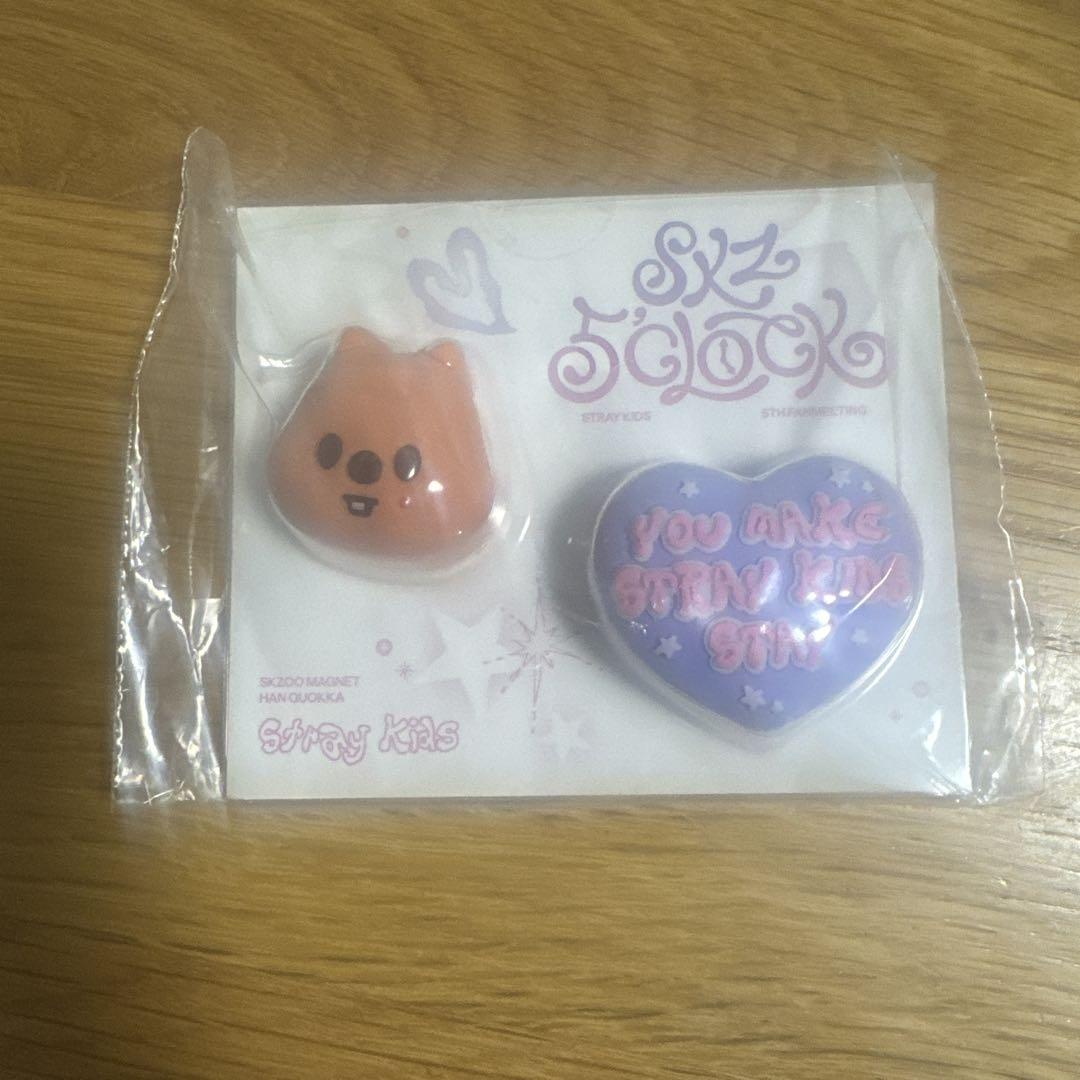 SKZ
5'CLOCK
STRAY KIDS 5TH FANMEETING
YOU MAKE
STRAY KIDS
STAY
SKZOO MAGNET
HAN QUOKKA
Stray Kids